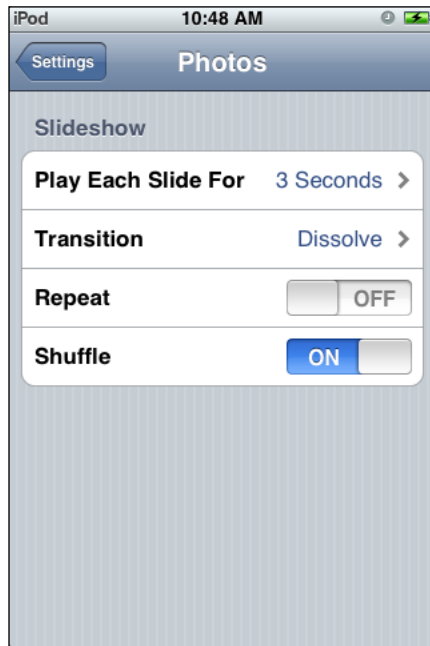 iPod 10:48 AM
Settings Photos
Slideshow
Play Each Slide For 3 Seconds
Transition Dissolve
Repeat OFF
Shuffle ON